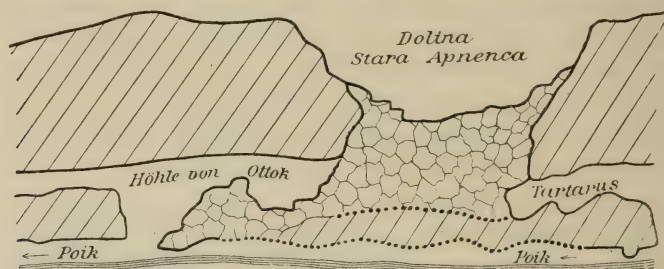 Dolina
Stara Apnenca
Höhle von Ottok
Tartarus
← Poik
Poik ←